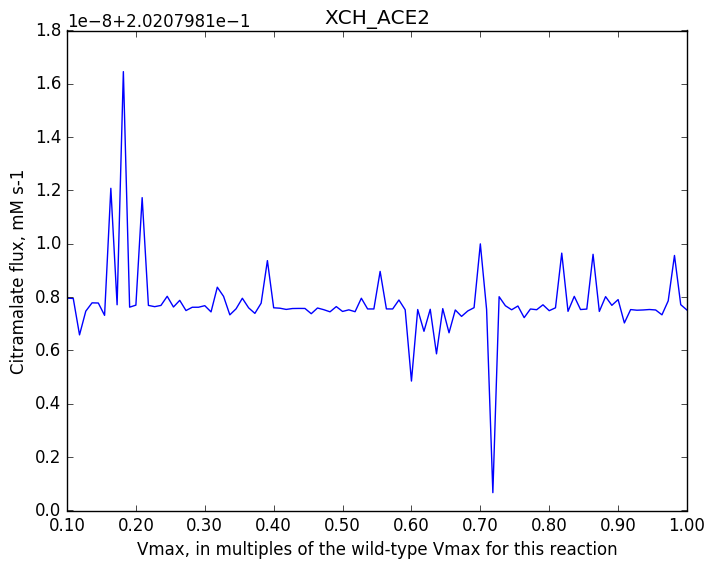 1e−8+2.0207981e−1
XCH_ACE2
1.8
1.6
1.4
1.2
1.0
0.8
0.6
0.4
0.2
0.0
Citramalate flux, mM s-1
0.10 0.20 0.30 0.40 0.50 0.60 0.70 0.80 0.90 1.00
Vmax, in multiples of the wild-type Vmax for this reaction